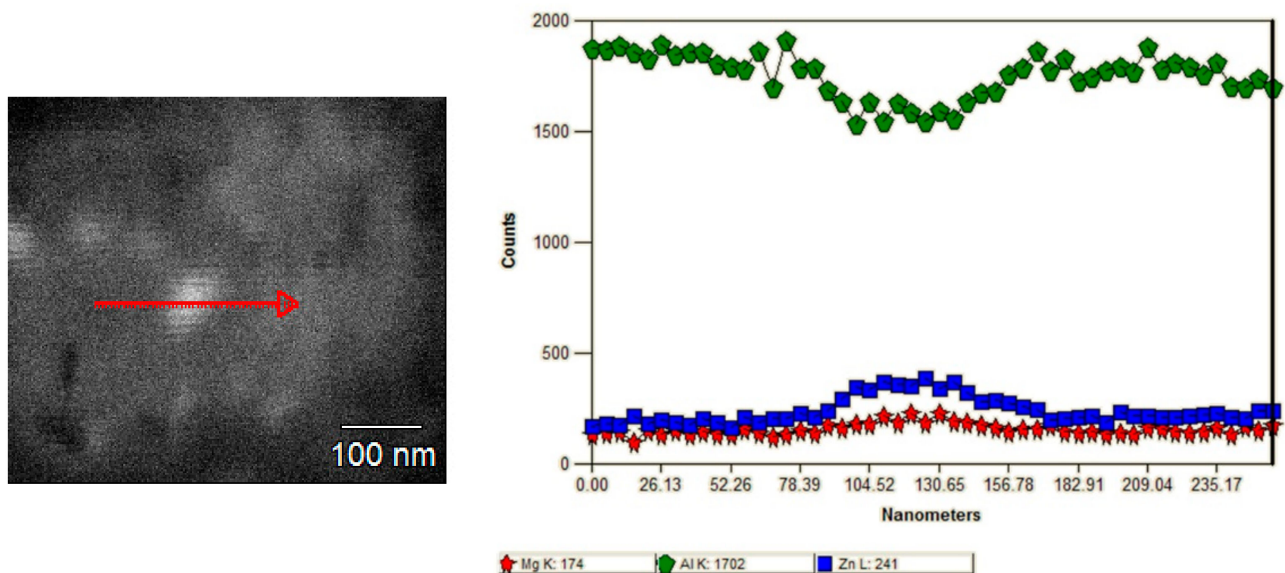 100 nm
2000
1500
1000
500
0
Counts
0.00 26.13 52.26 78.39 104.52 130.65 156.78 182.91 209.04 235.17
Nanometers
Mg K: 174 Al K: 1702 Zn L: 241